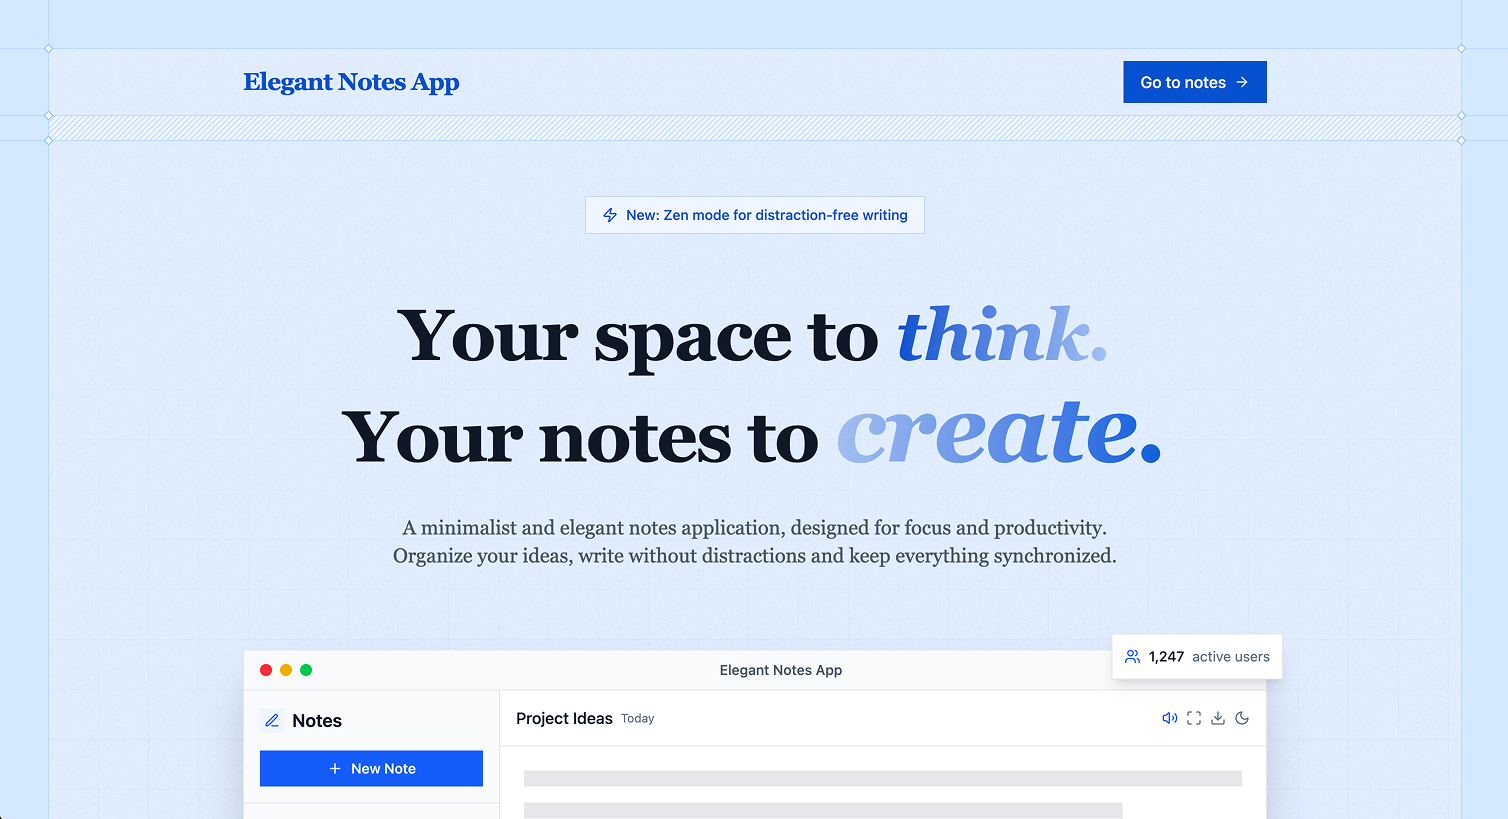 Elegant Notes App
Go to notes →
New: Zen mode for distraction-free writing
Your space to think.
Your notes to create.
A minimalist and elegant notes application, designed for focus and productivity.
Organize your ideas, write without distractions and keep everything synchronized.
1,247 active users
Elegant Notes App
Notes
Project Ideas Today
+ New Note